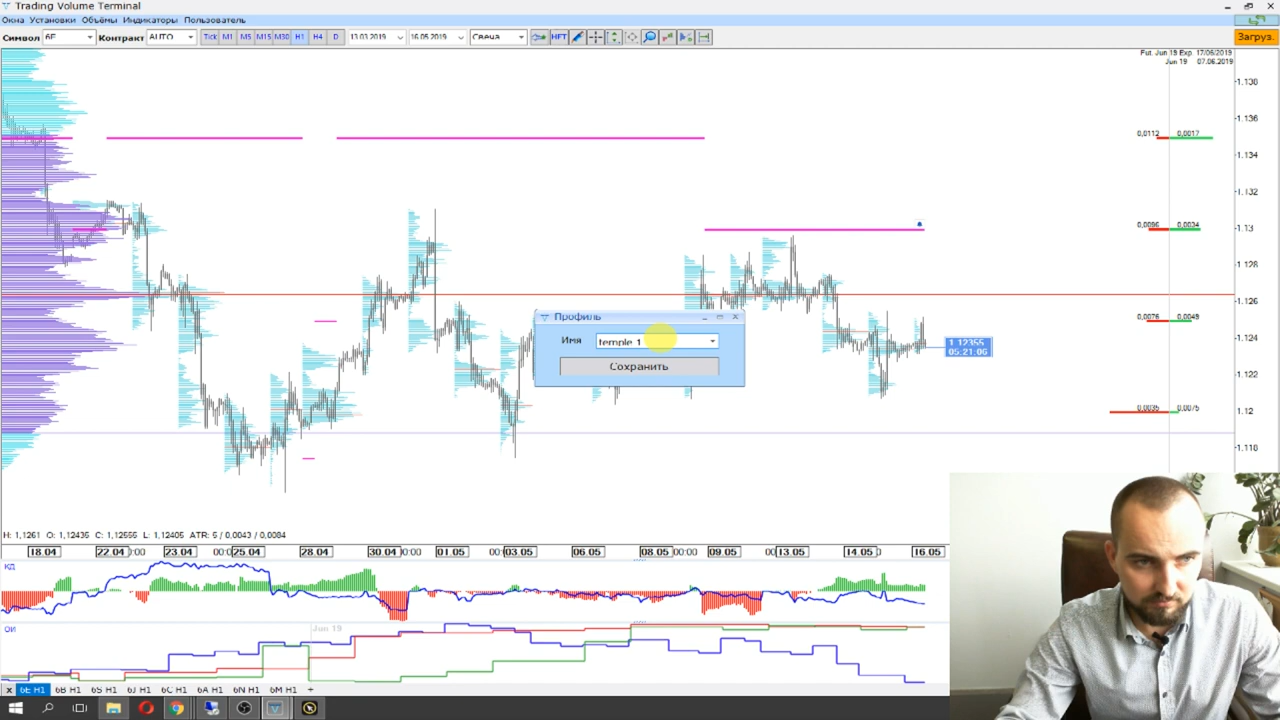 Trading Volume Terminal
Окна Установки Объёмы Индикаторы Пользователь
Символ 6E Контракт AUTO Tick M1 M5 M15 M30 H1 H4 D 13.03.2019 16.05.2019 Свеча HFT Загруз.
Fut. Jun 19 Exp. 17/06/2019
Jun 19 07.06.2019
1.138
1.136
0,0112 0,0017
1.134
1.132
0,0096 0,0034
1.13
1.128
1.126
Профиль
0,0076 0,0049
Имя temple 1
1.124
1.12355
05:21:06
Сохранить
1.122
0,0035 0,0075
1.12
1.118
H: 1,1261 O: 1,12435 C: 1,12555 L: 1,12405 ATR: 5 / 0,0043 / 0,0084
18.04 22.04 23.04 25.04 28.04 30.04 01.05 03.05 06.05 08.05 09.05 13.05 14.05 16.05
КД
ОИ
Jun 19
6E H1 6B H1 6S H1 6J H1 6C H1 6A H1 6N H1 6M H1 +